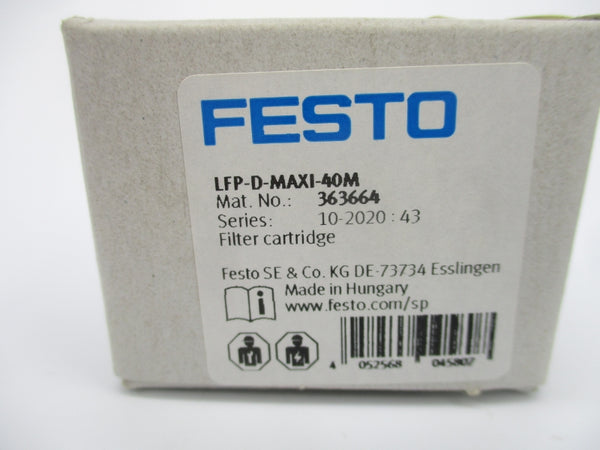 FESTO
LFP-D-MAXI-40M
Mat. No.: 363664
Series: 10-2020 : 43
Filter cartridge
Festo SE & Co. KG DE-73734 Esslingen
Made in Hungary
www.festo.com/sp
4 052568 045807